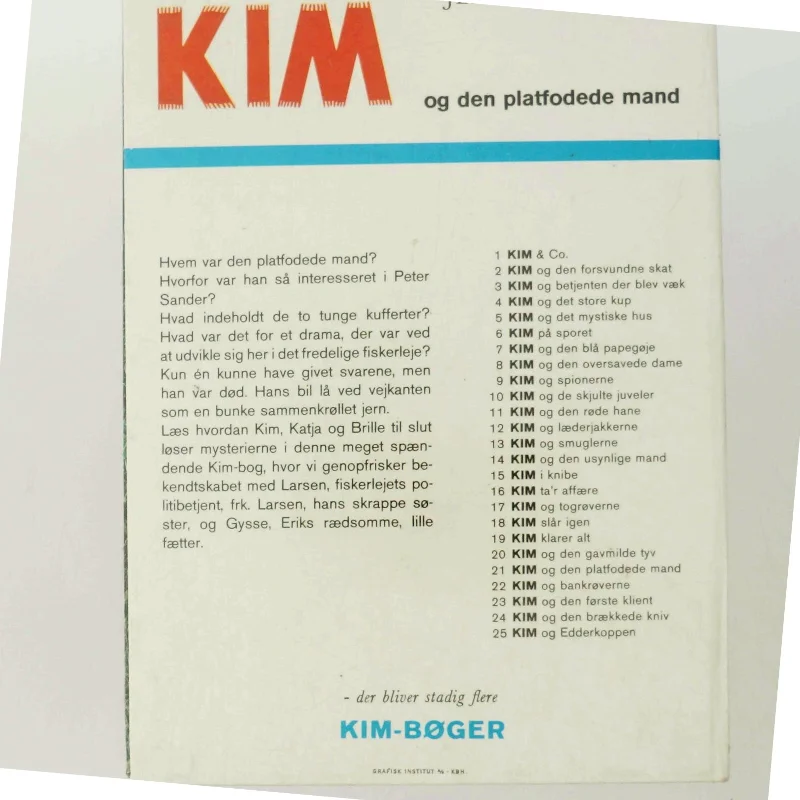 KIM
og den platfodede mand
Hvem var den platfodede mand?
Hvorfor var han så interesseret i Peter
Sander?
Hvad indeholdt de to tunge kufferter?
Hvad var det for et drama, der var ved
at udvikle sig her i det fredelige fiskerleje?
Kun én kunne have givet svarene, men
han var død. Hans bil lå ved vejkanten
som en bunke sammenkrøllet jern.
Læs hvordan Kim, Katja og Brille til slut
løser mysterierne i denne meget spæn-
dende Kim-bog, hvor vi genopfrisker be-
kendtskabet med Larsen, fiskerlejets po-
litibetjent, frk. Larsen, hans skrappe sø-
ster, og Gysse, Eriks rædsomme, lille
fætter.
1 KIM & Co.
2 KIM og den forsvundne skat
3 KIM og betjenten der blev væk
4 KIM og det store kup
5 KIM og det mystiske hus
6 KIM på sporet
7 KIM og den blå papegøje
8 KIM og den oversavede dame
9 KIM og spionerne
10 KIM og de skjulte juveler
11 KIM og den røde hane
12 KIM og læderjakkerne
13 KIM og smuglerne
14 KIM og den usynlige mand
15 KIM i knibe
16 KIM ta'r affære
17 KIM og togrøverne
18 KIM slår igen
19 KIM klarer alt
20 KIM og den gavmilde tyv
21 KIM og den platfodede mand
22 KIM og bankrøverne
23 KIM og den første klient
24 KIM og den brækkede kniv
25 KIM og Edderkoppen
- der bliver stadig flere
KIM-BØGER
GRAFISK INSTITUT A/s - KBH.